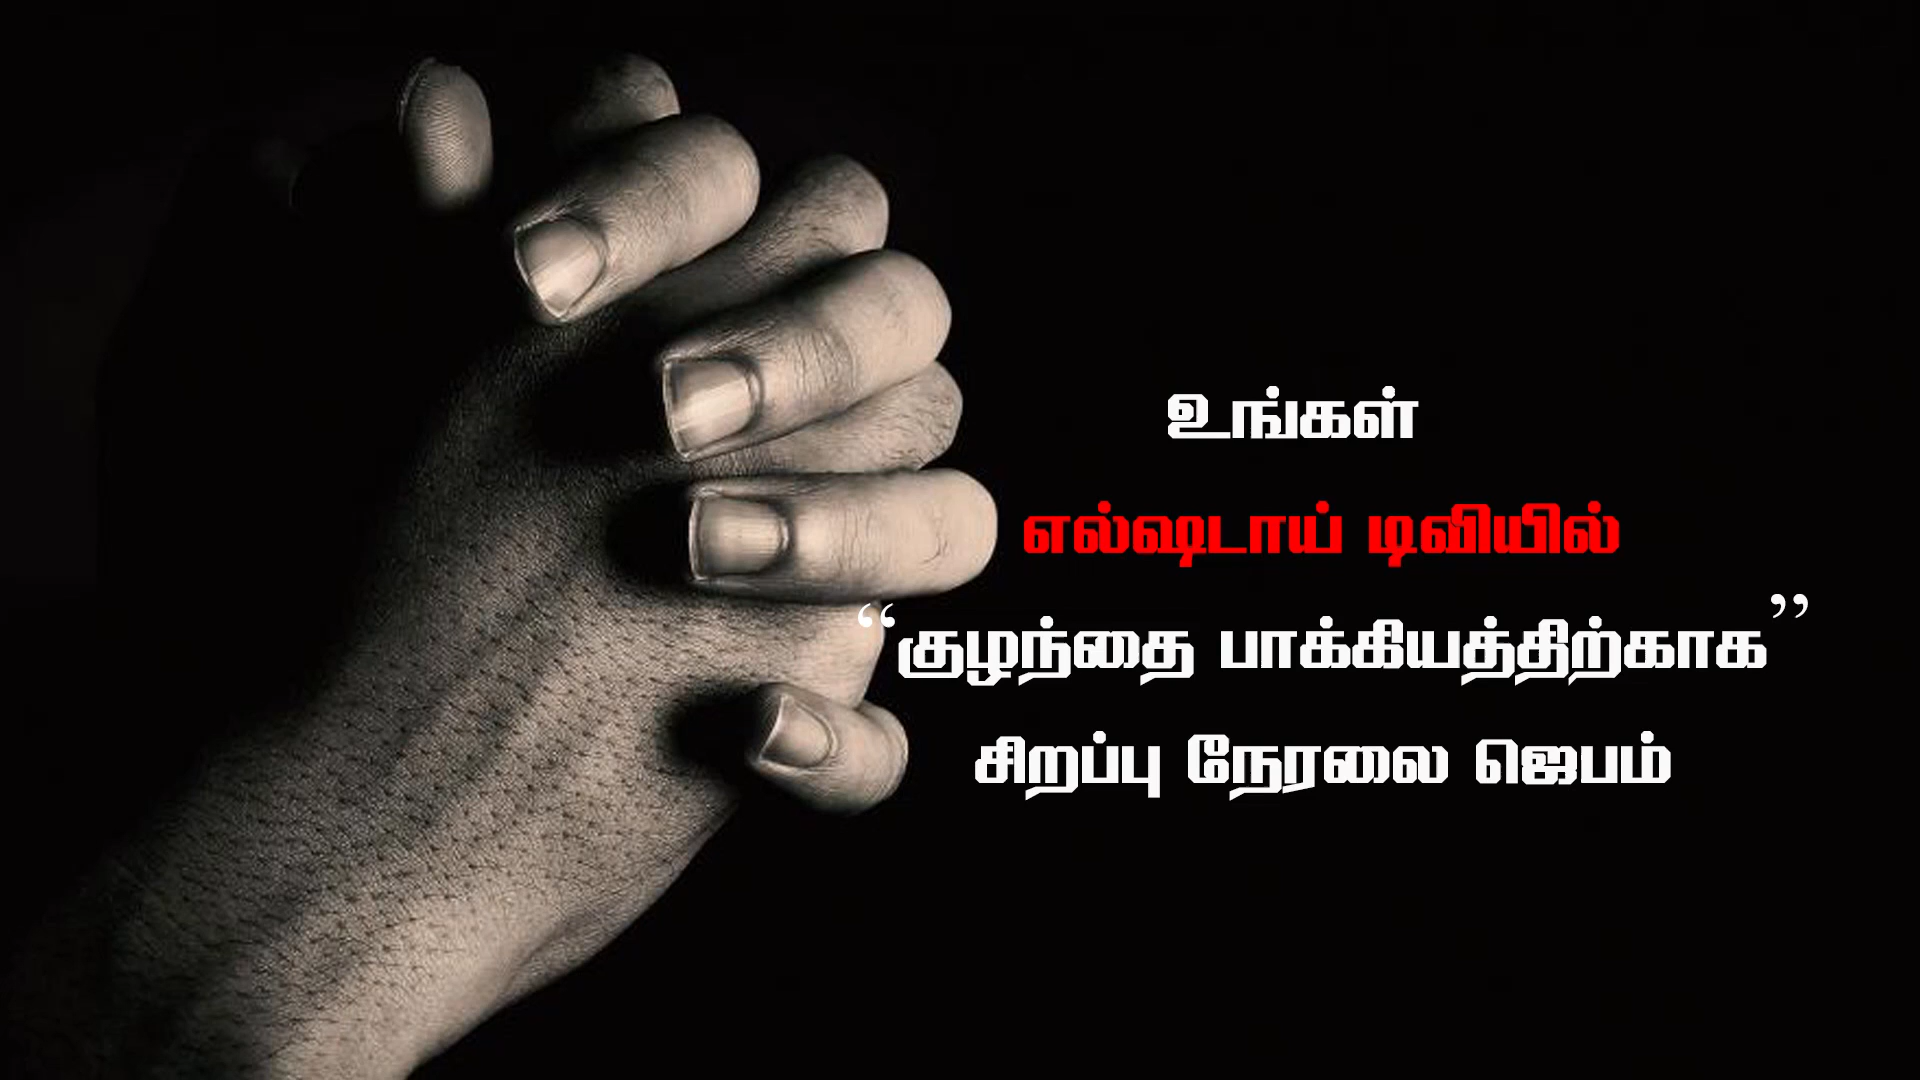 உங்கள்
எல்ஷடாய் டிவியில்
“குழந்தை பாக்கியத்திற்காக”
சிறப்பு நேரலை ஜெபம்